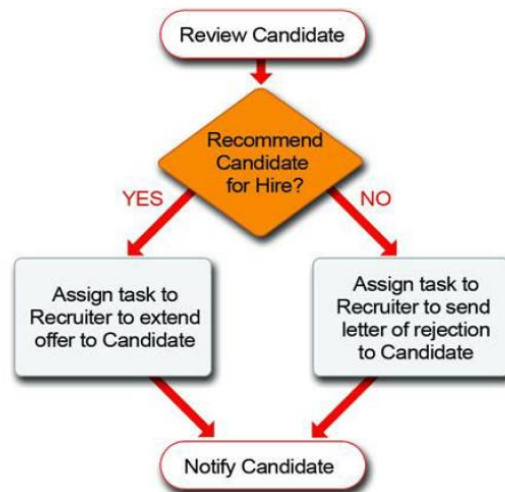 Review Candidate
Recommend
Candidate
for Hire?
YES
NO
Assign task to
Recruiter to extend
offer to Candidate
Assign task to
Recruiter to send
letter of rejection
to Candidate
Notify Candidate